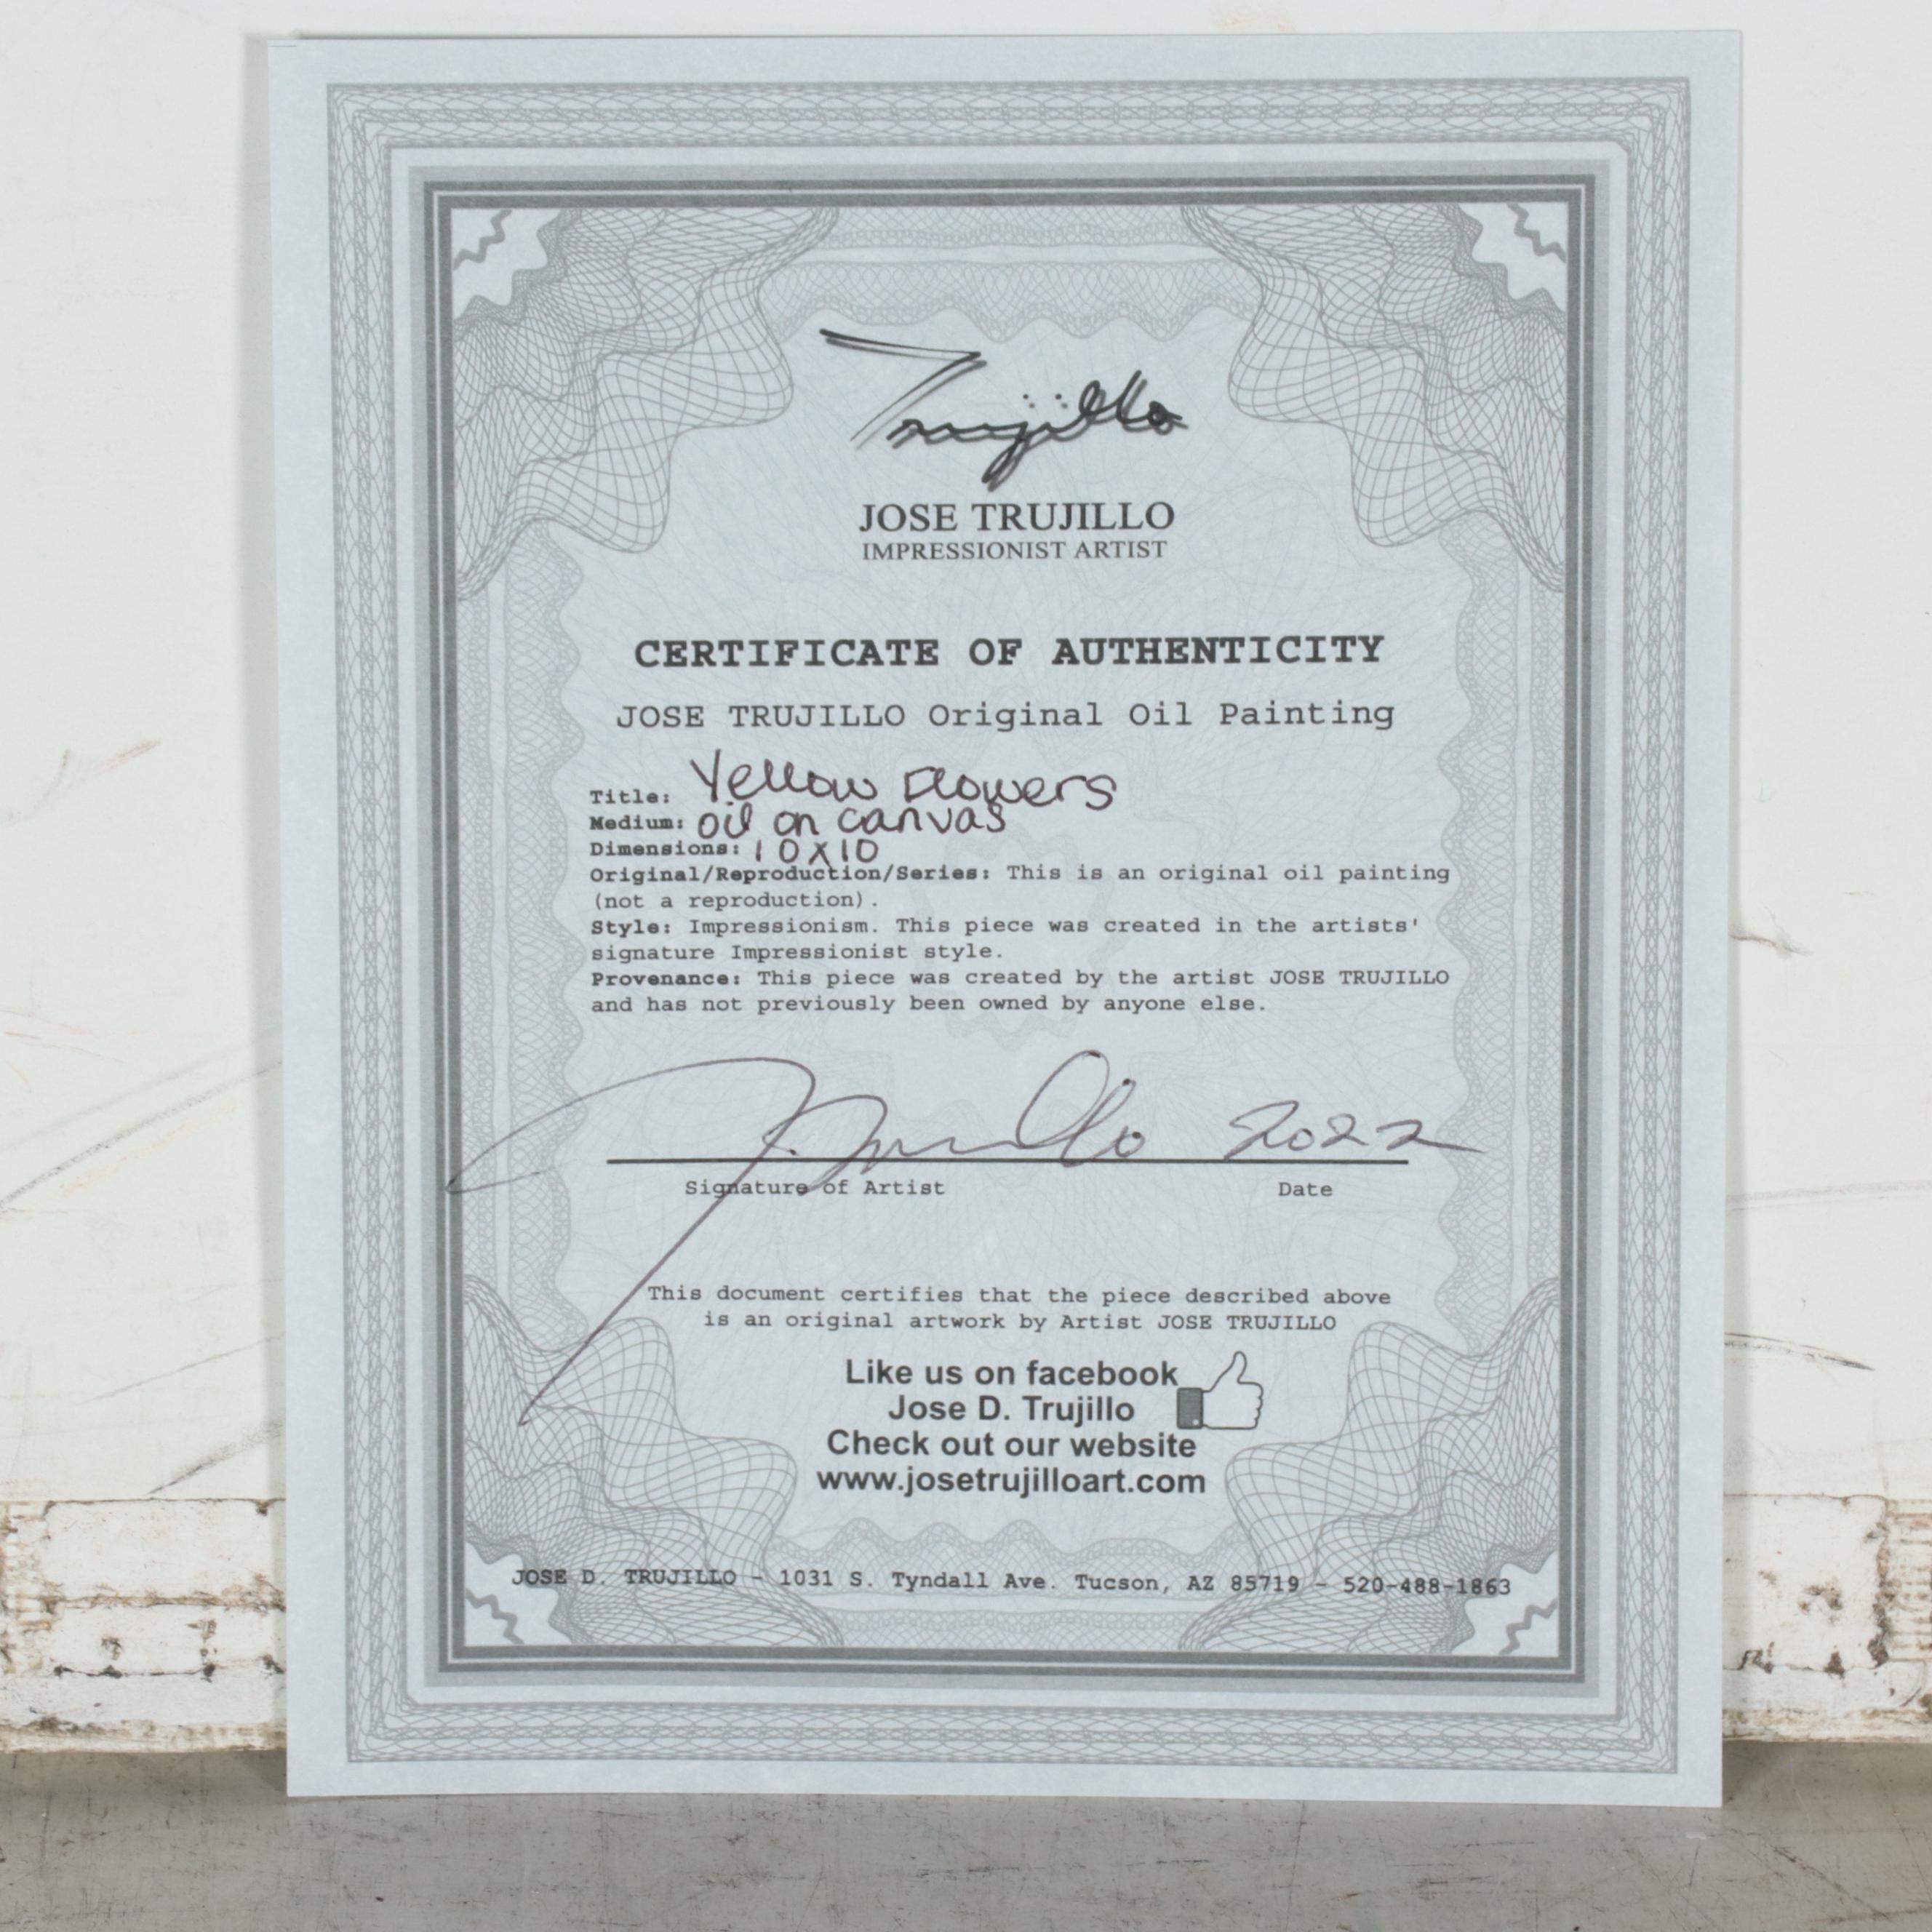 Trujillo
JOSE TRUJILLO
IMPRESSIONIST ARTIST
CERTIFICATE OF AUTHENTICITY
JOSE TRUJILLO Original Oil Painting
Title: Yellow Flowers
Medium: oil on canvas
Dimensions: 10x10
Original/Reproduction/Series: This is an original oil painting
(not a reproduction).
Style: Impressionism. This piece was created in the artists'
signature Impressionist style.
Provenance: This piece was created by the artist JOSE TRUJILLO
and has not previously been owned by anyone else.
J. Trujillo 2022
Signature of Artist Date
This document certifies that the piece described above
is an original artwork by Artist JOSE TRUJILLO
Like us on facebook
Jose D. Trujillo
Check out our website
www.josetrujilloart.com
JOSE D. TRUJILLO - 1031 S. Tyndall Ave. Tucson, AZ 85719 - 520-488-1863